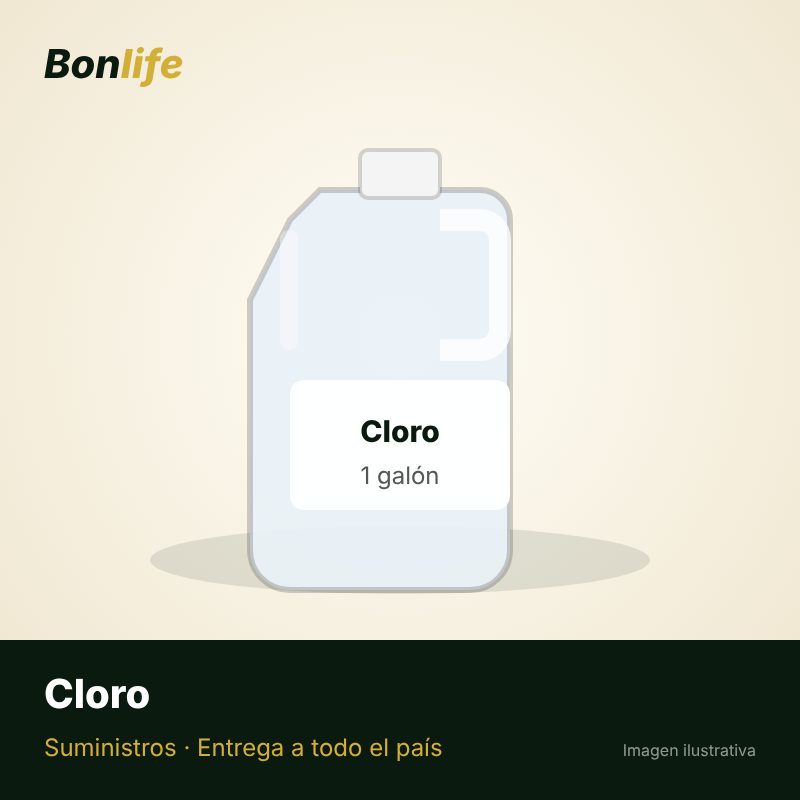 Bonlife
Cloro
1 galón
Cloro
Suministros · Entrega a todo el país
Imagen ilustrativa